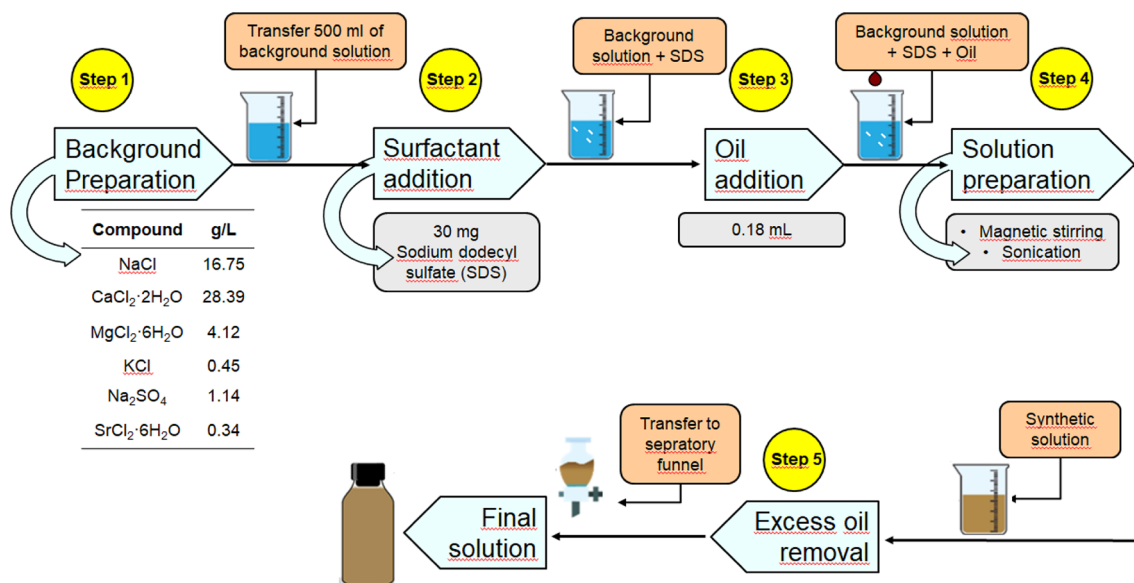 Step 1
Transfer 500 ml of
background solution
Step 2
Background
solution + SDS
Step 3
Background solution
+ SDS + Oil
Step 4
Background
Preparation
Surfactant
addition
Oil
addition
Solution
preparation
Compound g/L
NaCl 16.75
CaCl₂·2H₂O 28.39
MgCl₂·6H₂O 4.12
KCl 0.45
Na₂SO₄ 1.14
SrCl₂·6H₂O 0.34
30 mg
Sodium dodecyl
sulfate (SDS)
0.18 mL
• Magnetic stirring
• Sonication
Transfer to
sepratory
funnel
Step 5
Synthetic
solution
Final
solution
Excess oil
removal